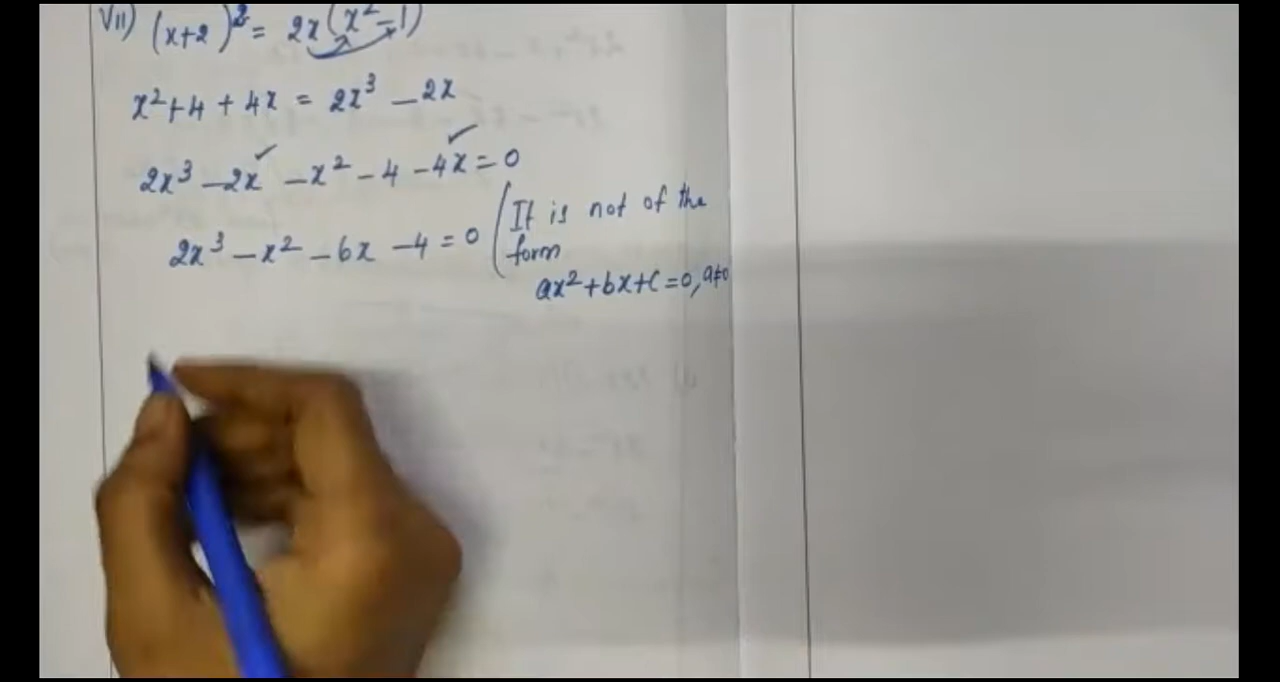 VII) (x+2)² = 2x(x²-1)
x²+4+4x = 2x³ -2x
2x³ -2x -x² -4 -4x = 0
2x³ -x² -6x -4 = 0
It is not of the
form
ax²+bx+c=0, a≠0